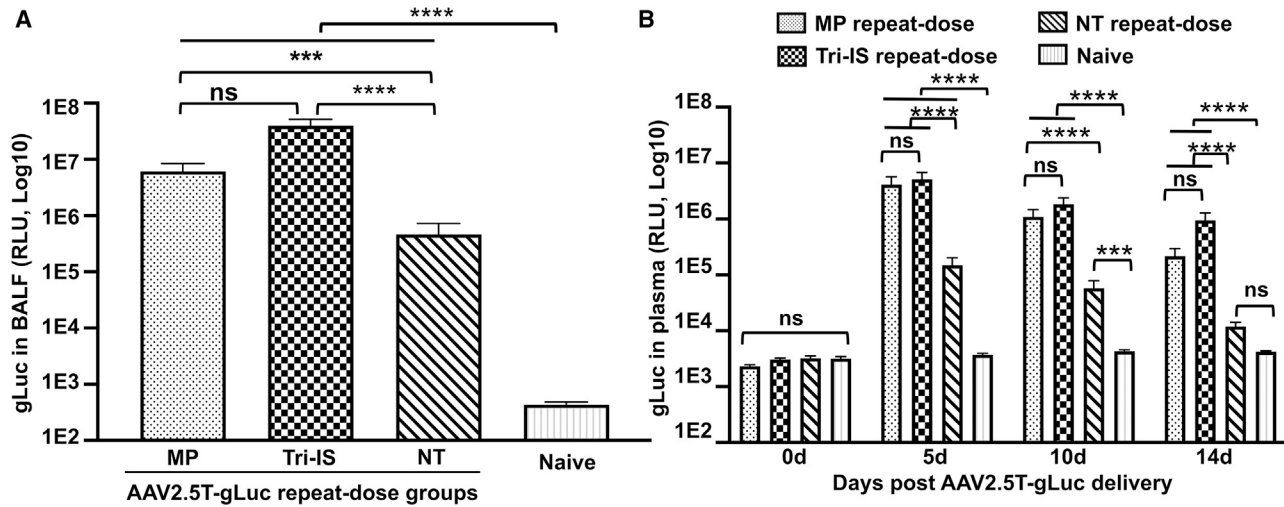 A
gLuc in BALF (RLU, Log10)
1E8
1E7
1E6
1E5
1E4
1E3
1E2
****
***
ns
****
MP
Tri-IS
NT
Naive
AAV2.5T-gLuc repeat-dose groups
B
MP repeat-dose
NT repeat-dose
Tri-IS repeat-dose
Naive
gLuc in plasma (RLU, Log10)
1E8
1E7
1E6
1E5
1E4
1E3
1E2
ns
****
****
ns
****
****
ns
***
****
****
ns
ns
0d
5d
10d
14d
Days post AAV2.5T-gLuc delivery